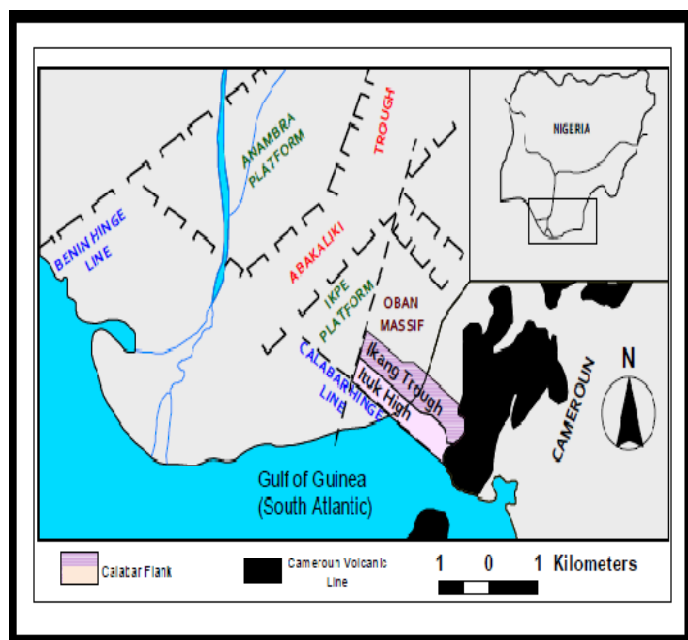 NIGERIA
ANAMBRA
PLATFORM
TROUGH
BENIN HINGE
LINE
ABAKALIKI
IKPE
PLATFORM
OBAN
MASSIF
Ikang Trough
Ituk High
CALABAR HINGE
LINE
CAMEROUN
N
Gulf of Guinea
(South Atlantic)
Calabar Flank
Cameroun Volcanic
Line
1 0 1 Kilometers